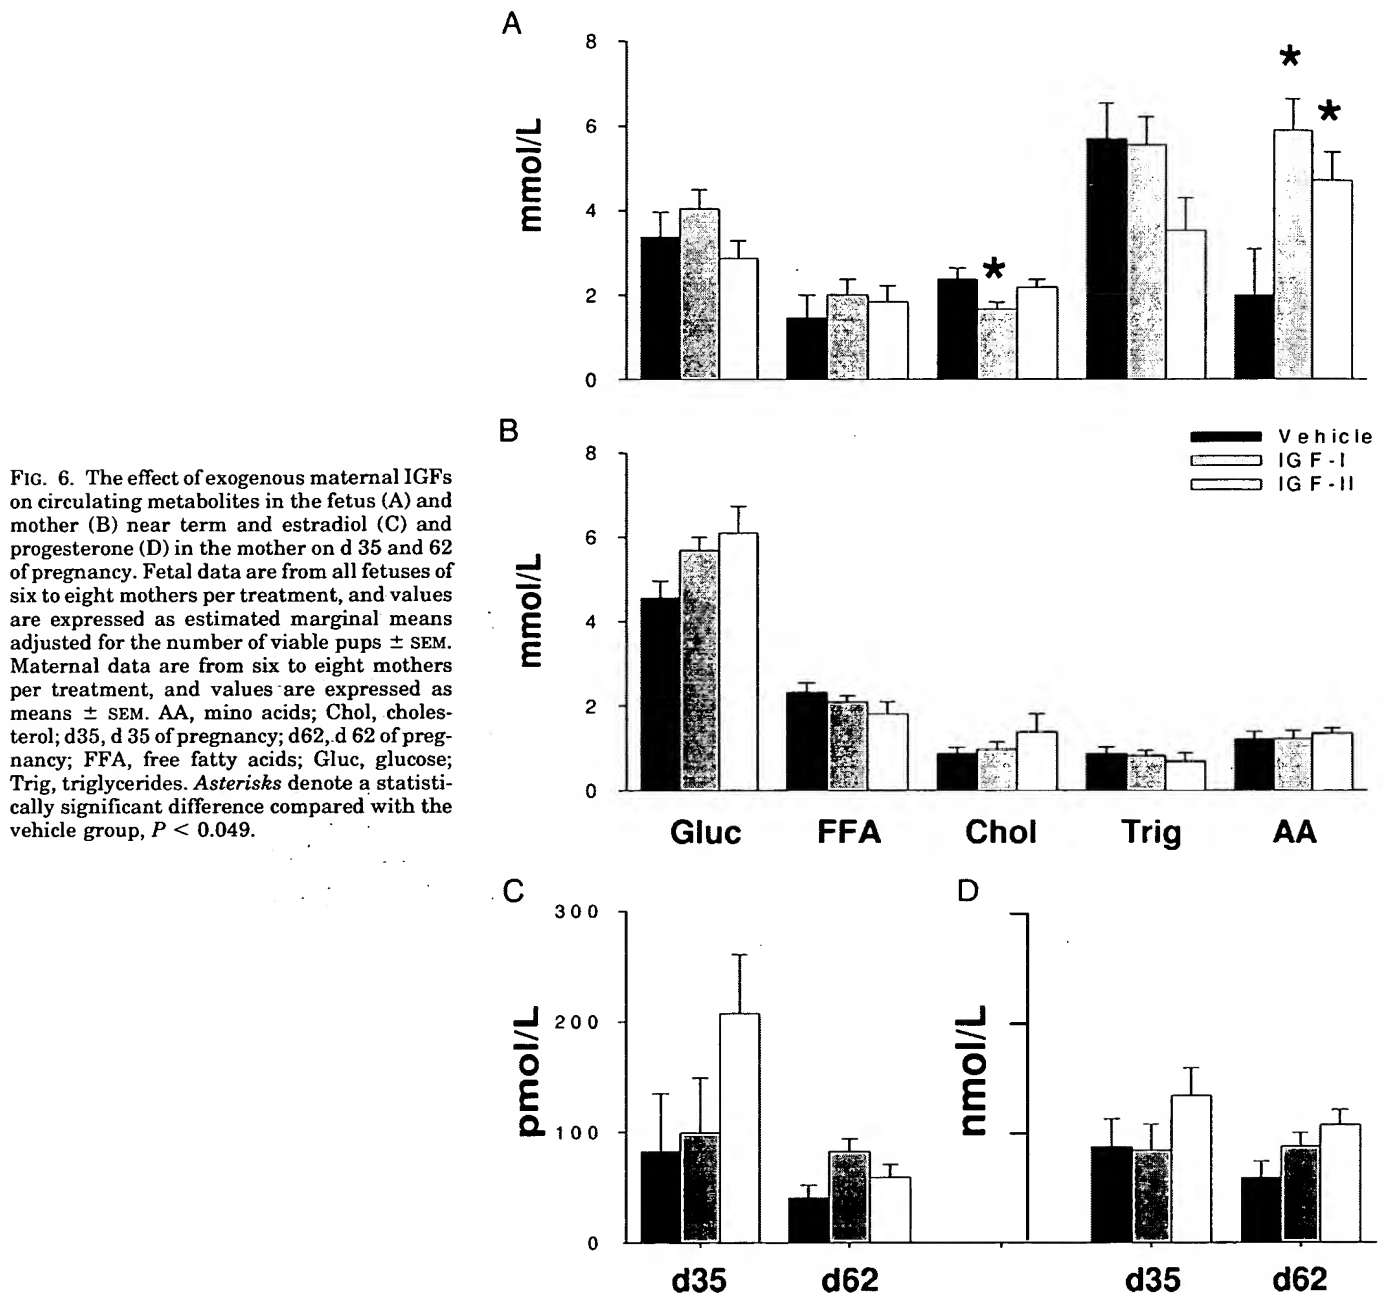 A
8
6
4
2
0
mmol/L
*
*
*
B
8
6
4
2
0
mmol/L
Vehicle
IGF-I
IGF-II
Gluc FFA Chol Trig AA
FIG. 6. The effect of exogenous maternal IGFs
on circulating metabolites in the fetus (A) and
mother (B) near term and estradiol (C) and
progesterone (D) in the mother on d 35 and 62
of pregnancy. Fetal data are from all fetuses of
six to eight mothers per treatment, and values
are expressed as estimated marginal means
adjusted for the number of viable pups ± SEM.
Maternal data are from six to eight mothers
per treatment, and values are expressed as
means ± SEM. AA, mino acids; Chol, choles-
terol; d35, d 35 of pregnancy; d62, d 62 of preg-
nancy; FFA, free fatty acids; Gluc, glucose;
Trig, triglycerides. Asterisks denote a statisti-
cally significant difference compared with the
vehicle group, P < 0.049.
C
300
200
100
0
pmol/L
d35 d62
D
nmol/L
d35 d62